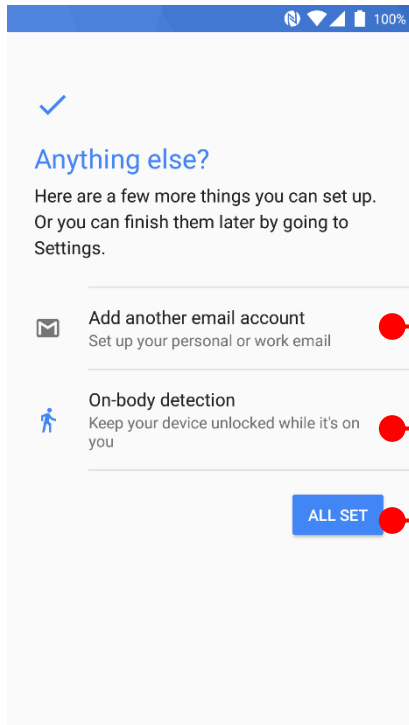 100%
Anything else?
Here are a few more things you can set up.
Or you can finish them later by going to
Settings.
Add another email account
Set up your personal or work email
On-body detection
Keep your device unlocked while it's on
you
ALL SET